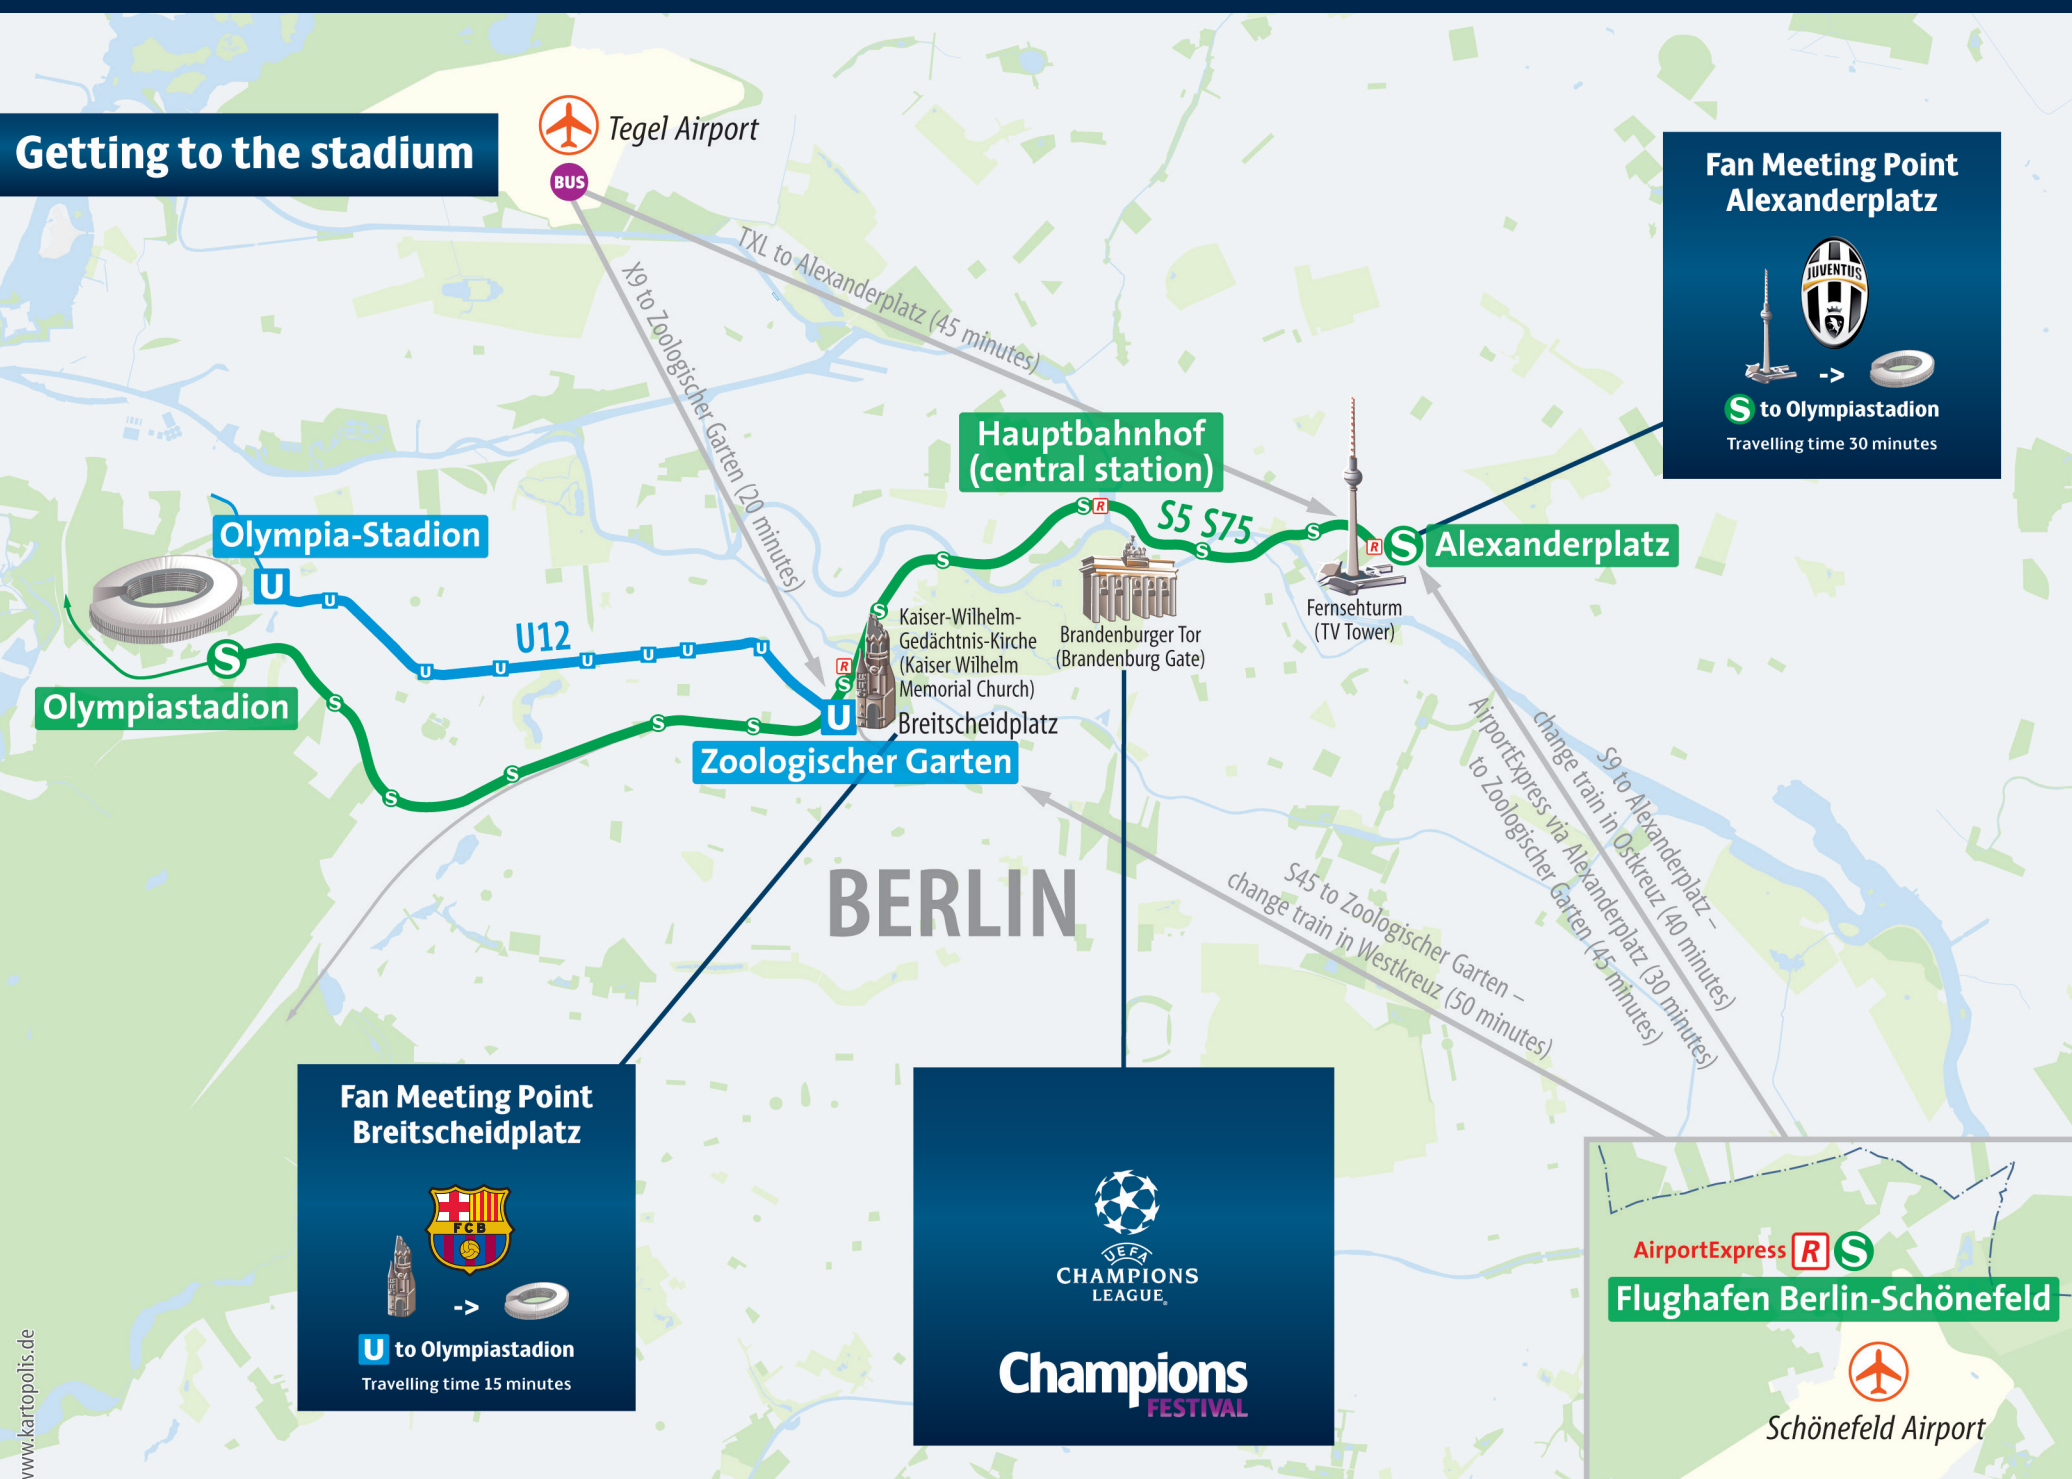 Getting to the stadium
Tegel Airport
BUS
TXL to Alexanderplatz (45 minutes)
X9 to Zoologischer Garten (20 minutes)
Fan Meeting Point
Alexanderplatz
JUVENTUS
->
S to Olympiastadion
Travelling time 30 minutes
Hauptbahnhof
(central station)
S R
S5 S75
S
S
S
R S Alexanderplatz
Fernsehturm
(TV Tower)
Olympia-Stadion
U
U
U12
U
U
U
U
U
U
S
Kaiser-Wilhelm-
Gedächtnis-Kirche
(Kaiser Wilhelm
Memorial Church)
Brandenburger Tor
(Brandenburg Gate)
R
S
U
Breitscheidplatz
Zoologischer Garten
S
Olympiastadion
S
S
S
S
S
BERLIN
S45 to Zoologischer Garten –
change train in Westkreuz (50 minutes)
S9 to Alexanderplatz –
change train in Ostkreuz (40 minutes)
AirportExpress via Alexanderplatz (30 minutes)
to Zoologischer Garten (45 minutes)
Fan Meeting Point
Breitscheidplatz
FCB
->
U to Olympiastadion
Travelling time 15 minutes
UEFA
CHAMPIONS
LEAGUE®
Champions
FESTIVAL
AirportExpress R S
Flughafen Berlin-Schönefeld
Schönefeld Airport
www.kartopolis.de